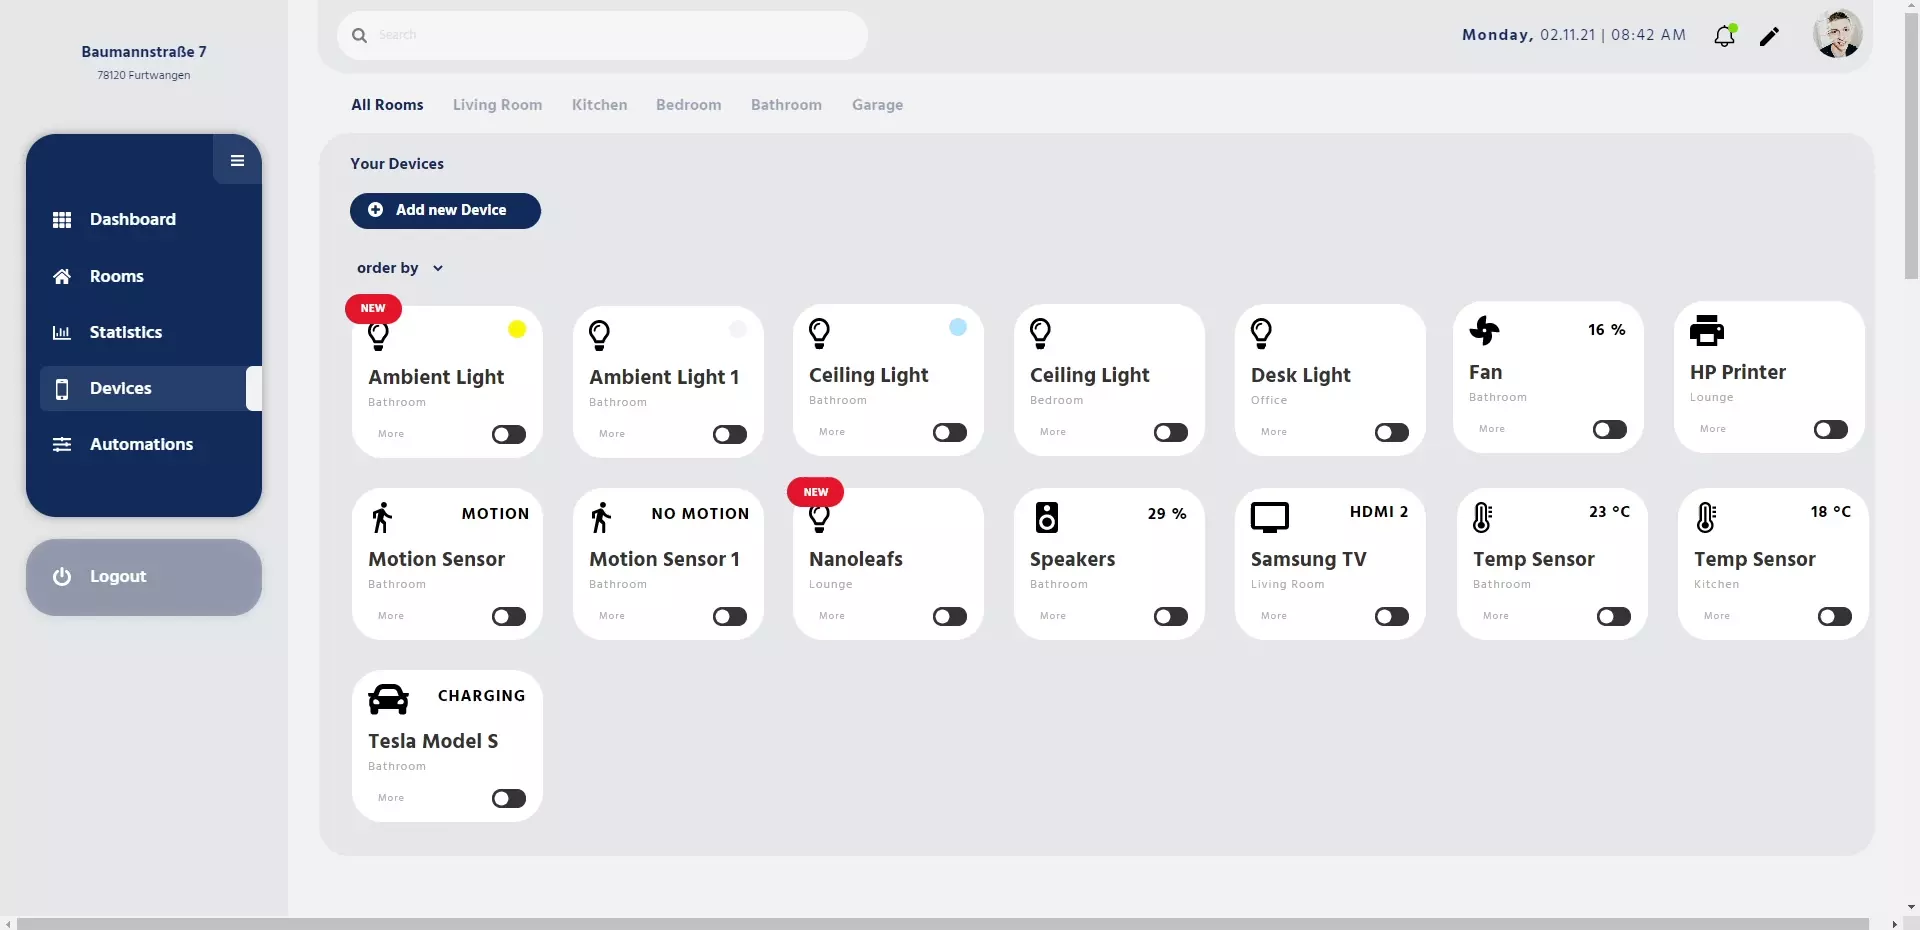 Baumannstraße 7
78120 Furtwangen
Dashboard
Rooms
Statistics
Devices
Automations
Logout
Search
Monday, 02.11.21 | 08:42 AM
All Rooms Living Room Kitchen Bedroom Bathroom Garage
Your Devices
Add new Device
order by
NEW
Ambient Light
Bathroom
More
Ambient Light 1
Bathroom
More
Ceiling Light
Bathroom
More
Ceiling Light
Bedroom
More
Desk Light
Office
More
16 %
Fan
Bathroom
More
HP Printer
Lounge
More
MOTION
Motion Sensor
Bathroom
More
NO MOTION
Motion Sensor 1
Bathroom
More
NEW
Nanoleafs
Lounge
More
29 %
Speakers
Bathroom
More
HDMI 2
Samsung TV
Living Room
More
23 °C
Temp Sensor
Bathroom
More
18 °C
Temp Sensor
Kitchen
More
CHARGING
Tesla Model S
Bathroom
More